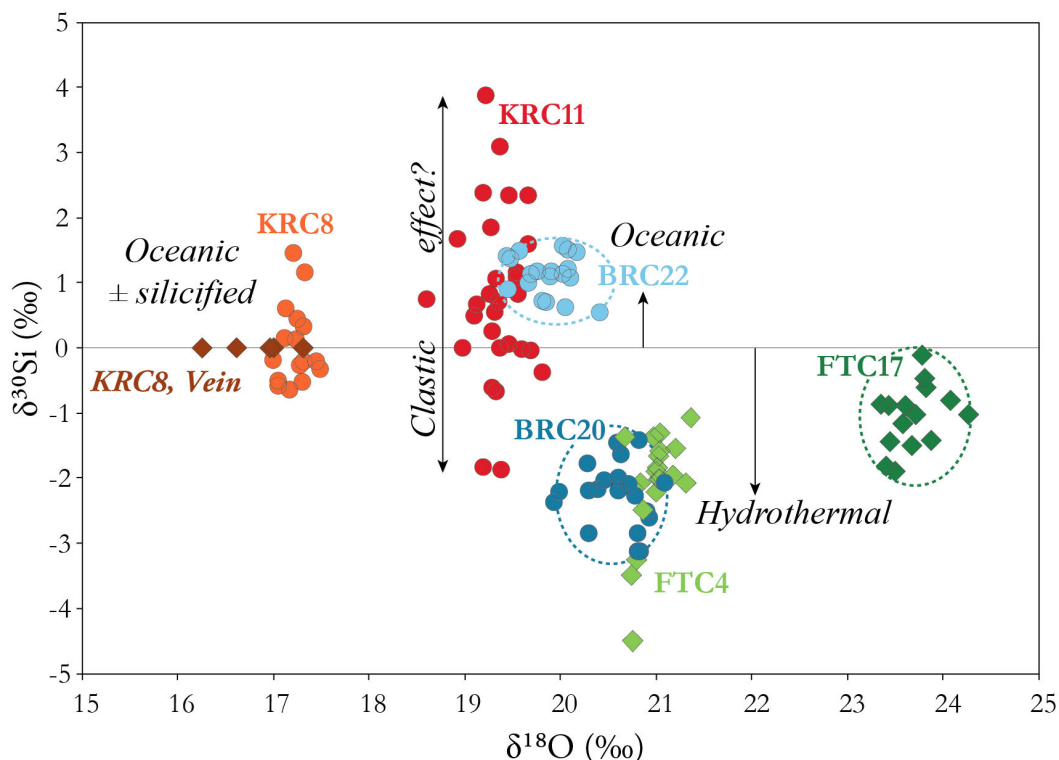 5
4
3
2
1
0
-1
-2
-3
-4
-5
δ³⁰Si (‰)
15
16
17
18
19
20
21
22
23
24
25
δ¹⁸O (‰)
KRC11
effect?
Clastic
KRC8
Oceanic
± silicified
KRC8, Vein
Oceanic
BRC22
FTC17
BRC20
Hydrothermal
FTC4